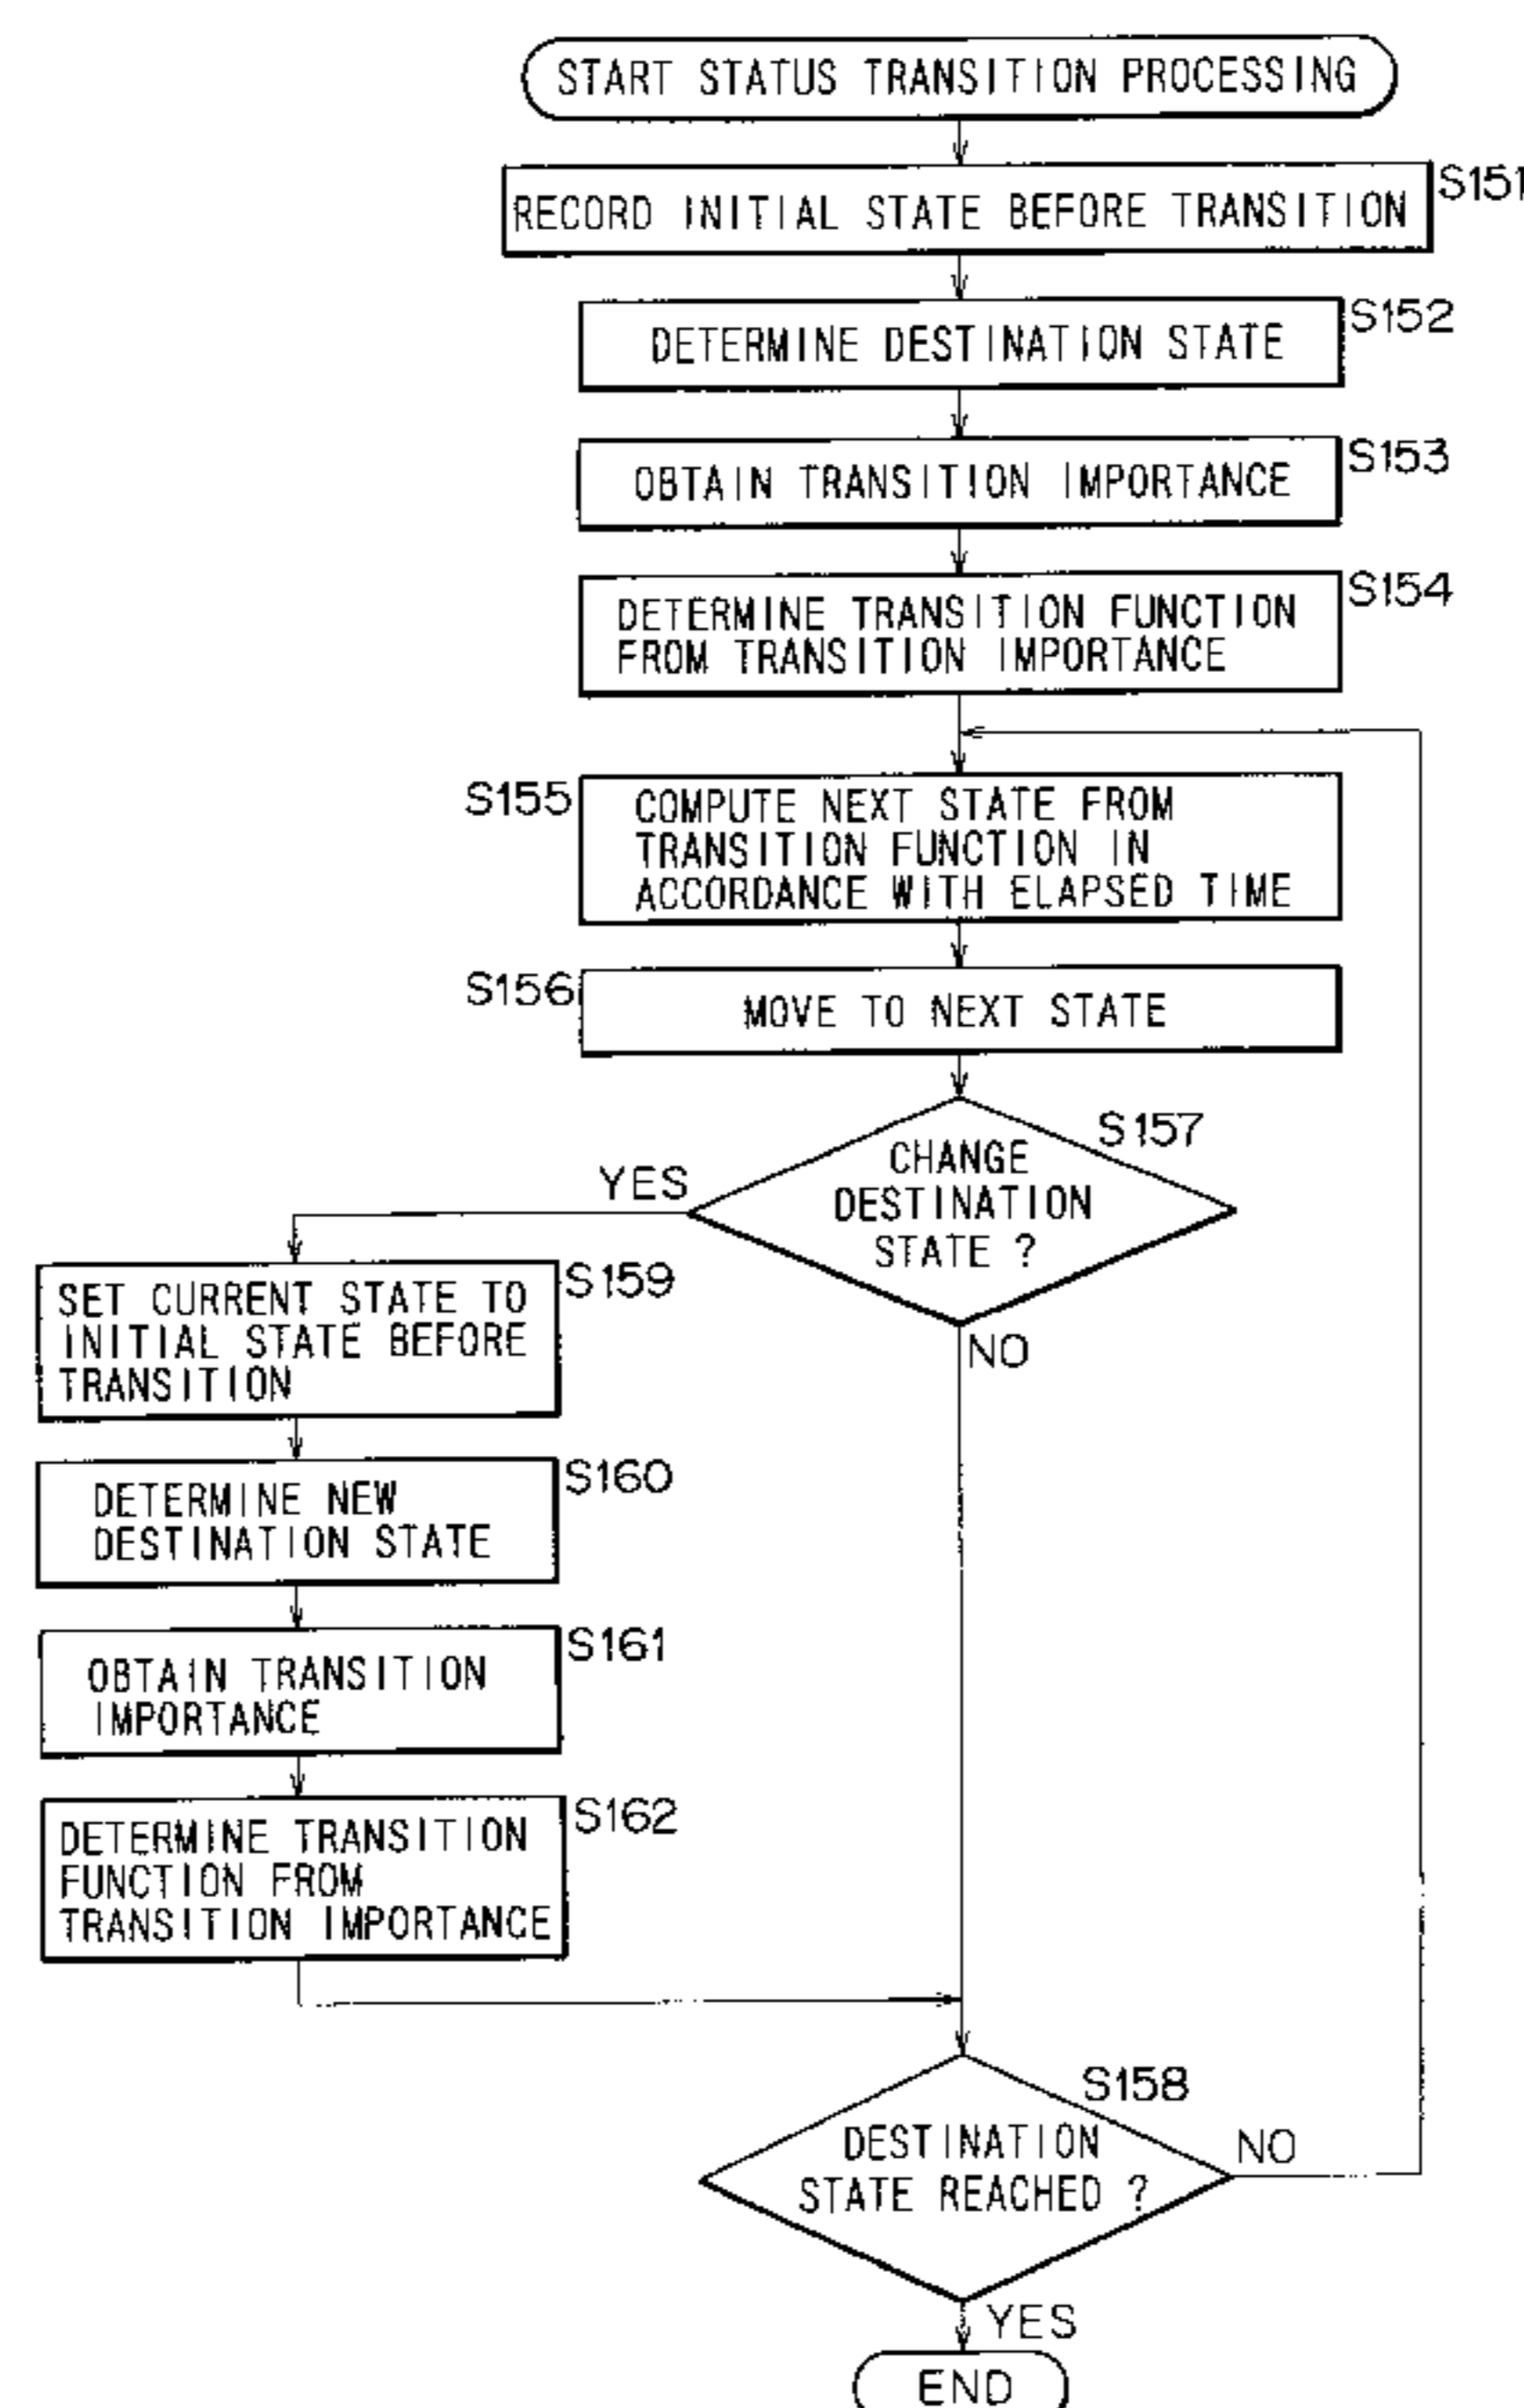 START STATUS TRANSITION PROCESSING
S151
RECORD INITIAL STATE BEFORE TRANSITION
S152
DETERMINE DESTINATION STATE
S153
OBTAIN TRANSITION IMPORTANCE
S154
DETERMINE TRANSITION FUNCTION
FROM TRANSITION IMPORTANCE
S155
COMPUTE NEXT STATE FROM
TRANSITION FUNCTION IN
ACCORDANCE WITH ELAPSED TIME
S156
MOVE TO NEXT STATE
S157
CHANGE
DESTINATION
STATE ?
YES
NO
S159
SET CURRENT STATE TO
INITIAL STATE BEFORE
TRANSITION
S160
DETERMINE NEW
DESTINATION STATE
S161
OBTAIN TRANSITION
IMPORTANCE
S162
DETERMINE TRANSITION
FUNCTION FROM
TRANSITION IMPORTANCE
S158
DESTINATION
STATE REACHED ?
NO
YES
END